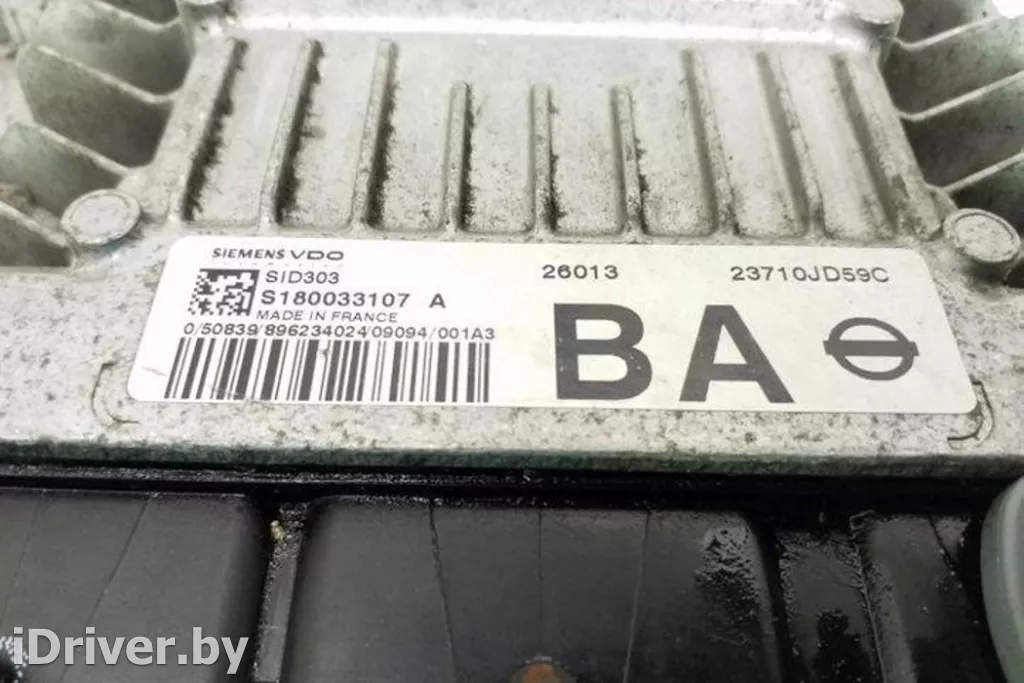 SIEMENS VDO
SID303
S180033107 A
MADE IN FRANCE
0/50839/896234024/09094/001A3
26013
23710JD59C
BA
iDriver.by